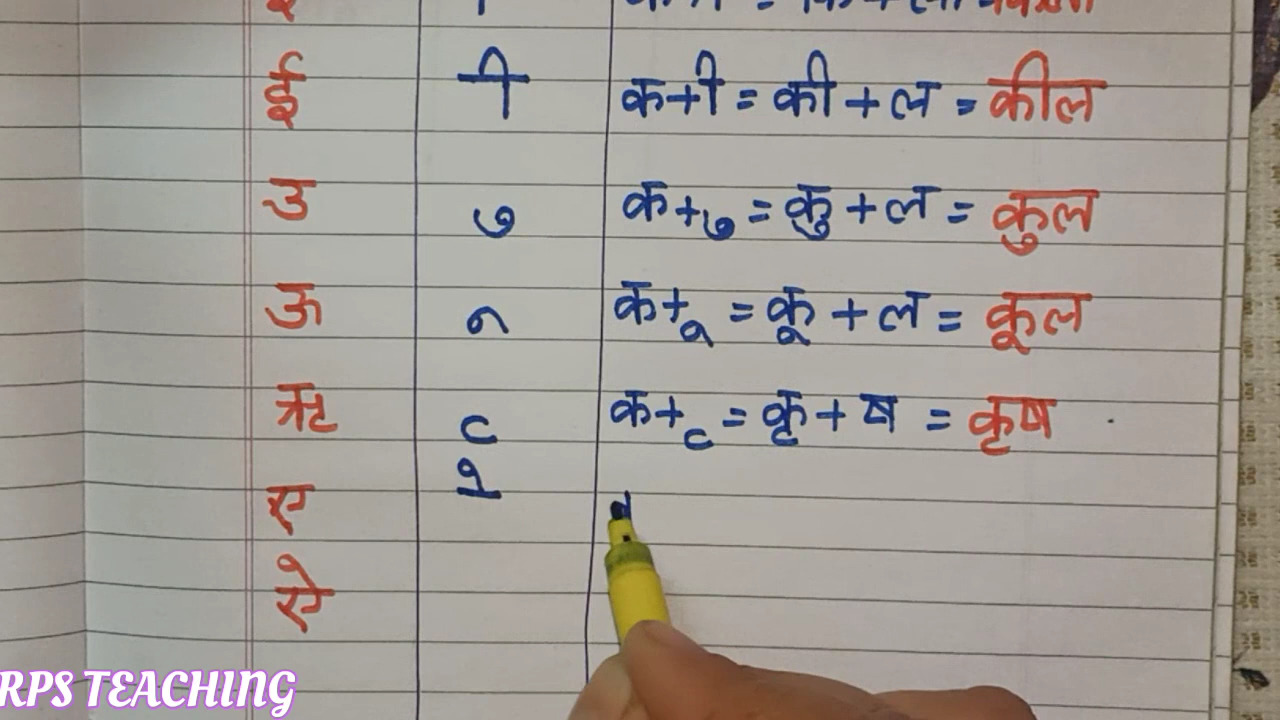 ई ी क+ी = की + ल = कील
उ ु क+ु = कु + ल = कुल
ऊ ू क+ू = कू + ल = कूल
ऋ ृ क+ृ = कृ + ष = कृष
ए े
ऐ
RPS TEACHING